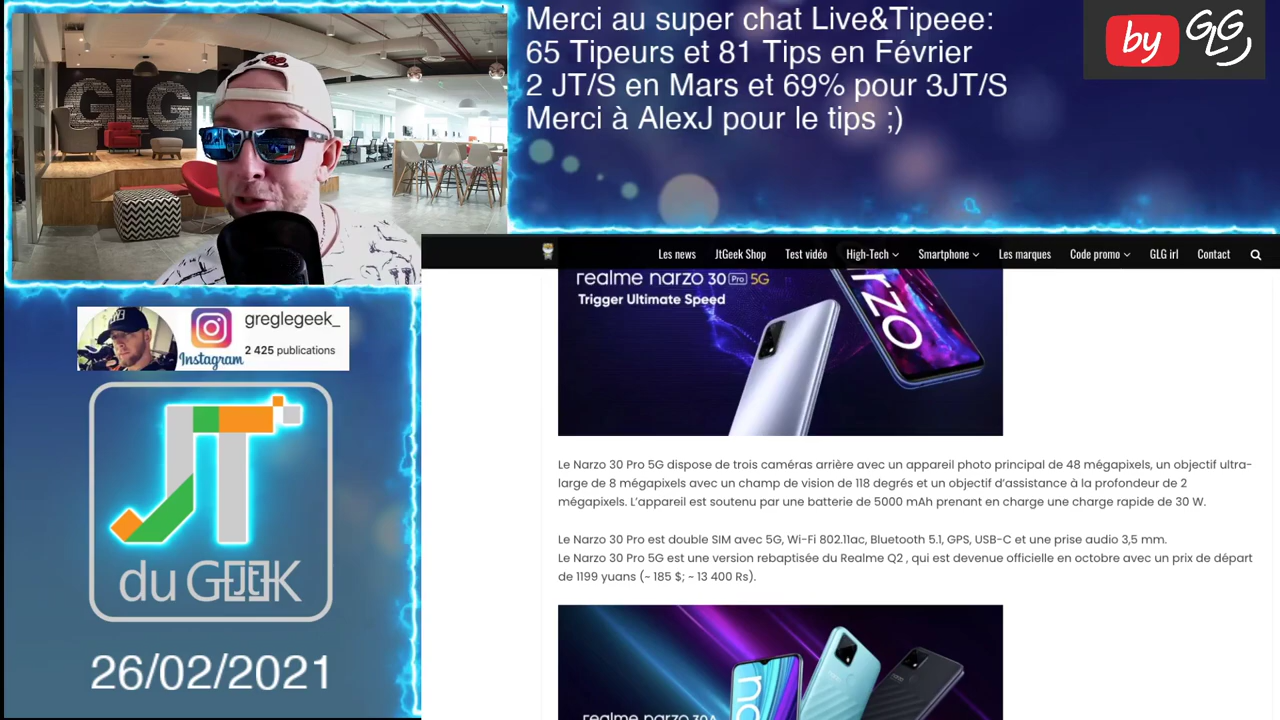 Merci au super chat Live&Tipeee:
65 Tipeurs et 81 Tips en Février
2 JT/S en Mars et 69% pour 3JT/S
Merci à AlexJ pour le tips ;)
by GLG
GLG
Les news JtGeek Shop Test vidéo High-Tech Smartphone Les marques Code promo GLG irl Contact
realme narzo 30 Pro 5G
Trigger Ultimate Speed
rzo
greglegeek_
Instagram
2 425 publications
Le Narzo 30 Pro 5G dispose de trois caméras arrière avec un appareil photo principal de 48 mégapixels, un objectif ultra-
large de 8 mégapixels avec un champ de vision de 118 degrés et un objectif d'assistance à la profondeur de 2
mégapixels. L'appareil est soutenu par une batterie de 5000 mAh prenant en charge une charge rapide de 30 W.
Le Narzo 30 Pro est double SIM avec 5G, Wi-Fi 802.11ac, Bluetooth 5.1, GPS, USB-C et une prise audio 3,5 mm.
Le Narzo 30 Pro 5G est une version rebaptisée du Realme Q2 , qui est devenue officielle en octobre avec un prix de départ
de 1199 yuans (~ 185 $; ~ 13 400 Rs).
JT
du GEEK
26/02/2021
realme narzo 30A
no